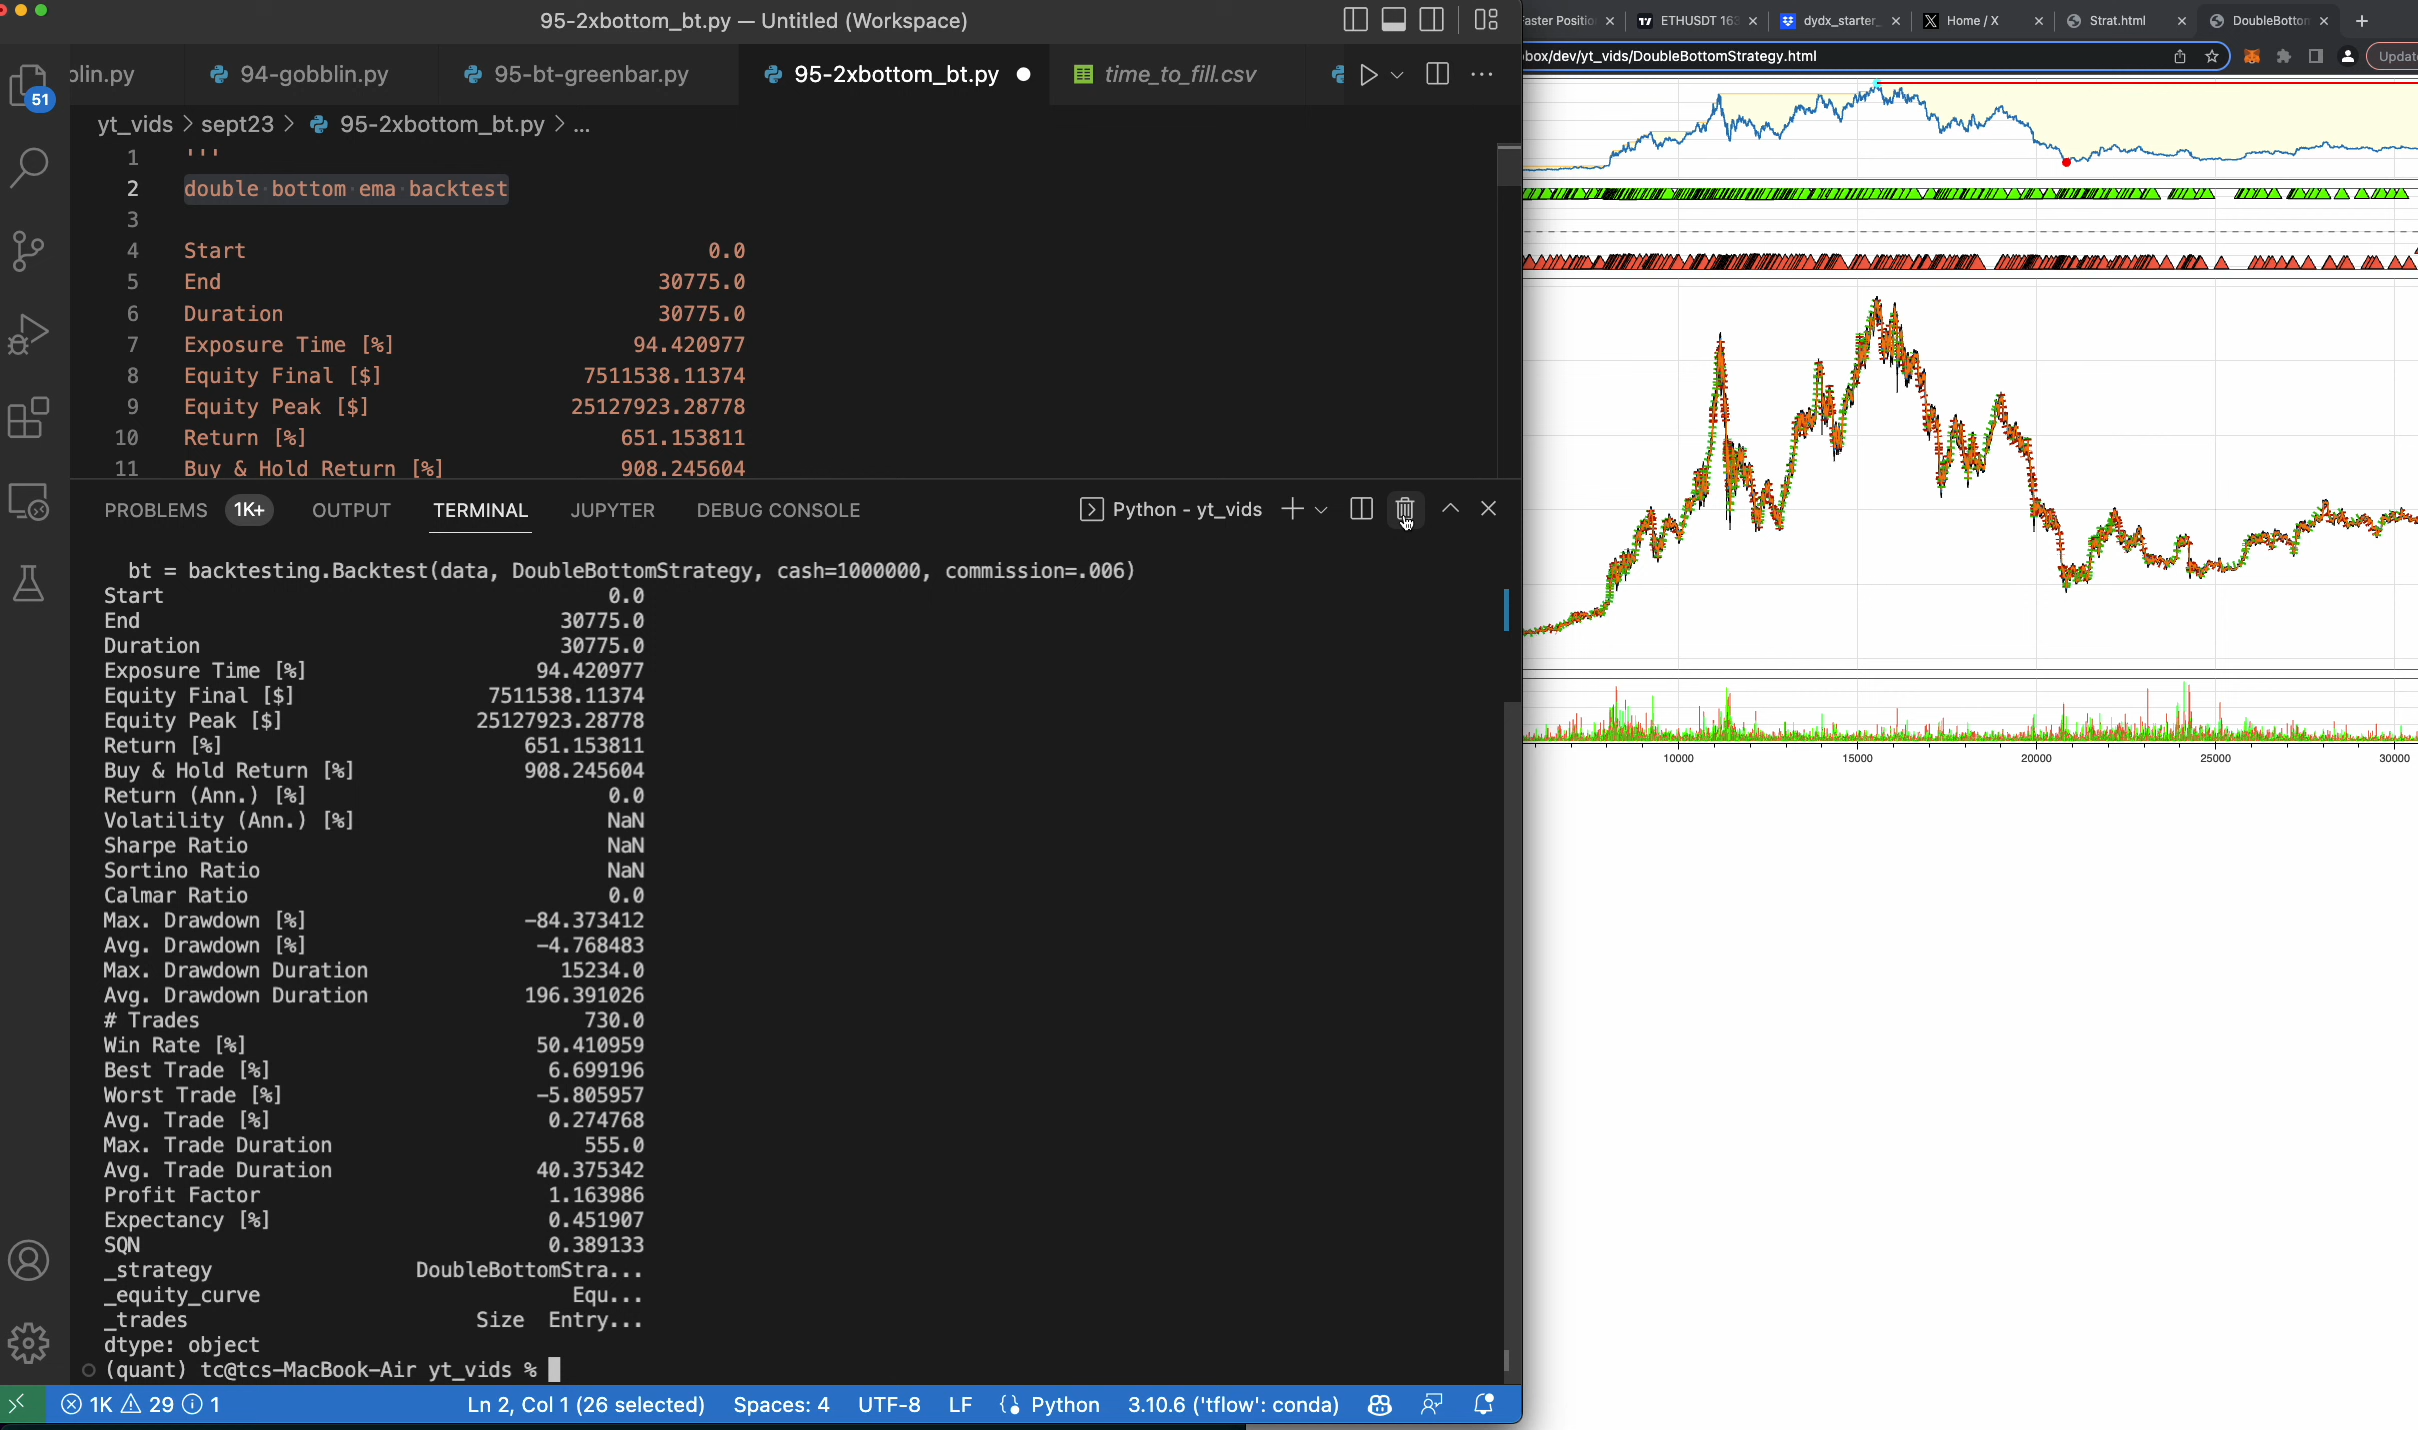 95-2xbottom_bt.py — Untitled (Workspace)
blin.py
94-gobblin.py
95-bt-greenbar.py
95-2xbottom_bt.py
time_to_fill.csv
51
yt_vids > sept23 > 95-2xbottom_bt.py > ...
1 '''
2 double bottom ema backtest
3
4 Start 0.0
5 End 30775.0
6 Duration 30775.0
7 Exposure Time [%] 94.420977
8 Equity Final [$] 7511538.11374
9 Equity Peak [$] 25127923.28778
10 Return [%] 651.153811
11 Buy & Hold Return [%] 908.245604
PROBLEMS 1K+ OUTPUT TERMINAL JUPYTER DEBUG CONSOLE
Python - yt_vids
bt = backtesting.Backtest(data, DoubleBottomStrategy, cash=1000000, commission=.006)
Start 0.0
End 30775.0
Duration 30775.0
Exposure Time [%] 94.420977
Equity Final [$] 7511538.11374
Equity Peak [$] 25127923.28778
Return [%] 651.153811
Buy & Hold Return [%] 908.245604
Return (Ann.) [%] 0.0
Volatility (Ann.) [%] NaN
Sharpe Ratio NaN
Sortino Ratio NaN
Calmar Ratio 0.0
Max. Drawdown [%] -84.373412
Avg. Drawdown [%] -4.768483
Max. Drawdown Duration 15234.0
Avg. Drawdown Duration 196.391026
# Trades 730.0
Win Rate [%] 50.410959
Best Trade [%] 6.699196
Worst Trade [%] -5.805957
Avg. Trade [%] 0.274768
Max. Trade Duration 555.0
Avg. Trade Duration 40.375342
Profit Factor 1.163986
Expectancy [%] 0.451907
SQN 0.389133
_strategy DoubleBottomStra...
_equity_curve Equ...
_trades Size Entry...
dtype: object
(quant) tc@tcs-MacBook-Air yt_vids %
1K 29 1
Ln 2, Col 1 (26 selected) Spaces: 4 UTF-8 LF Python 3.10.6 ('tflow': conda)
aster Positio
ETHUSDT 163
dydx_starter_
Home / X
Strat.html
DoubleBottom
box/dev/yt_vids/DoubleBottomStrategy.html
Updat
10000 15000 20000 25000 30000